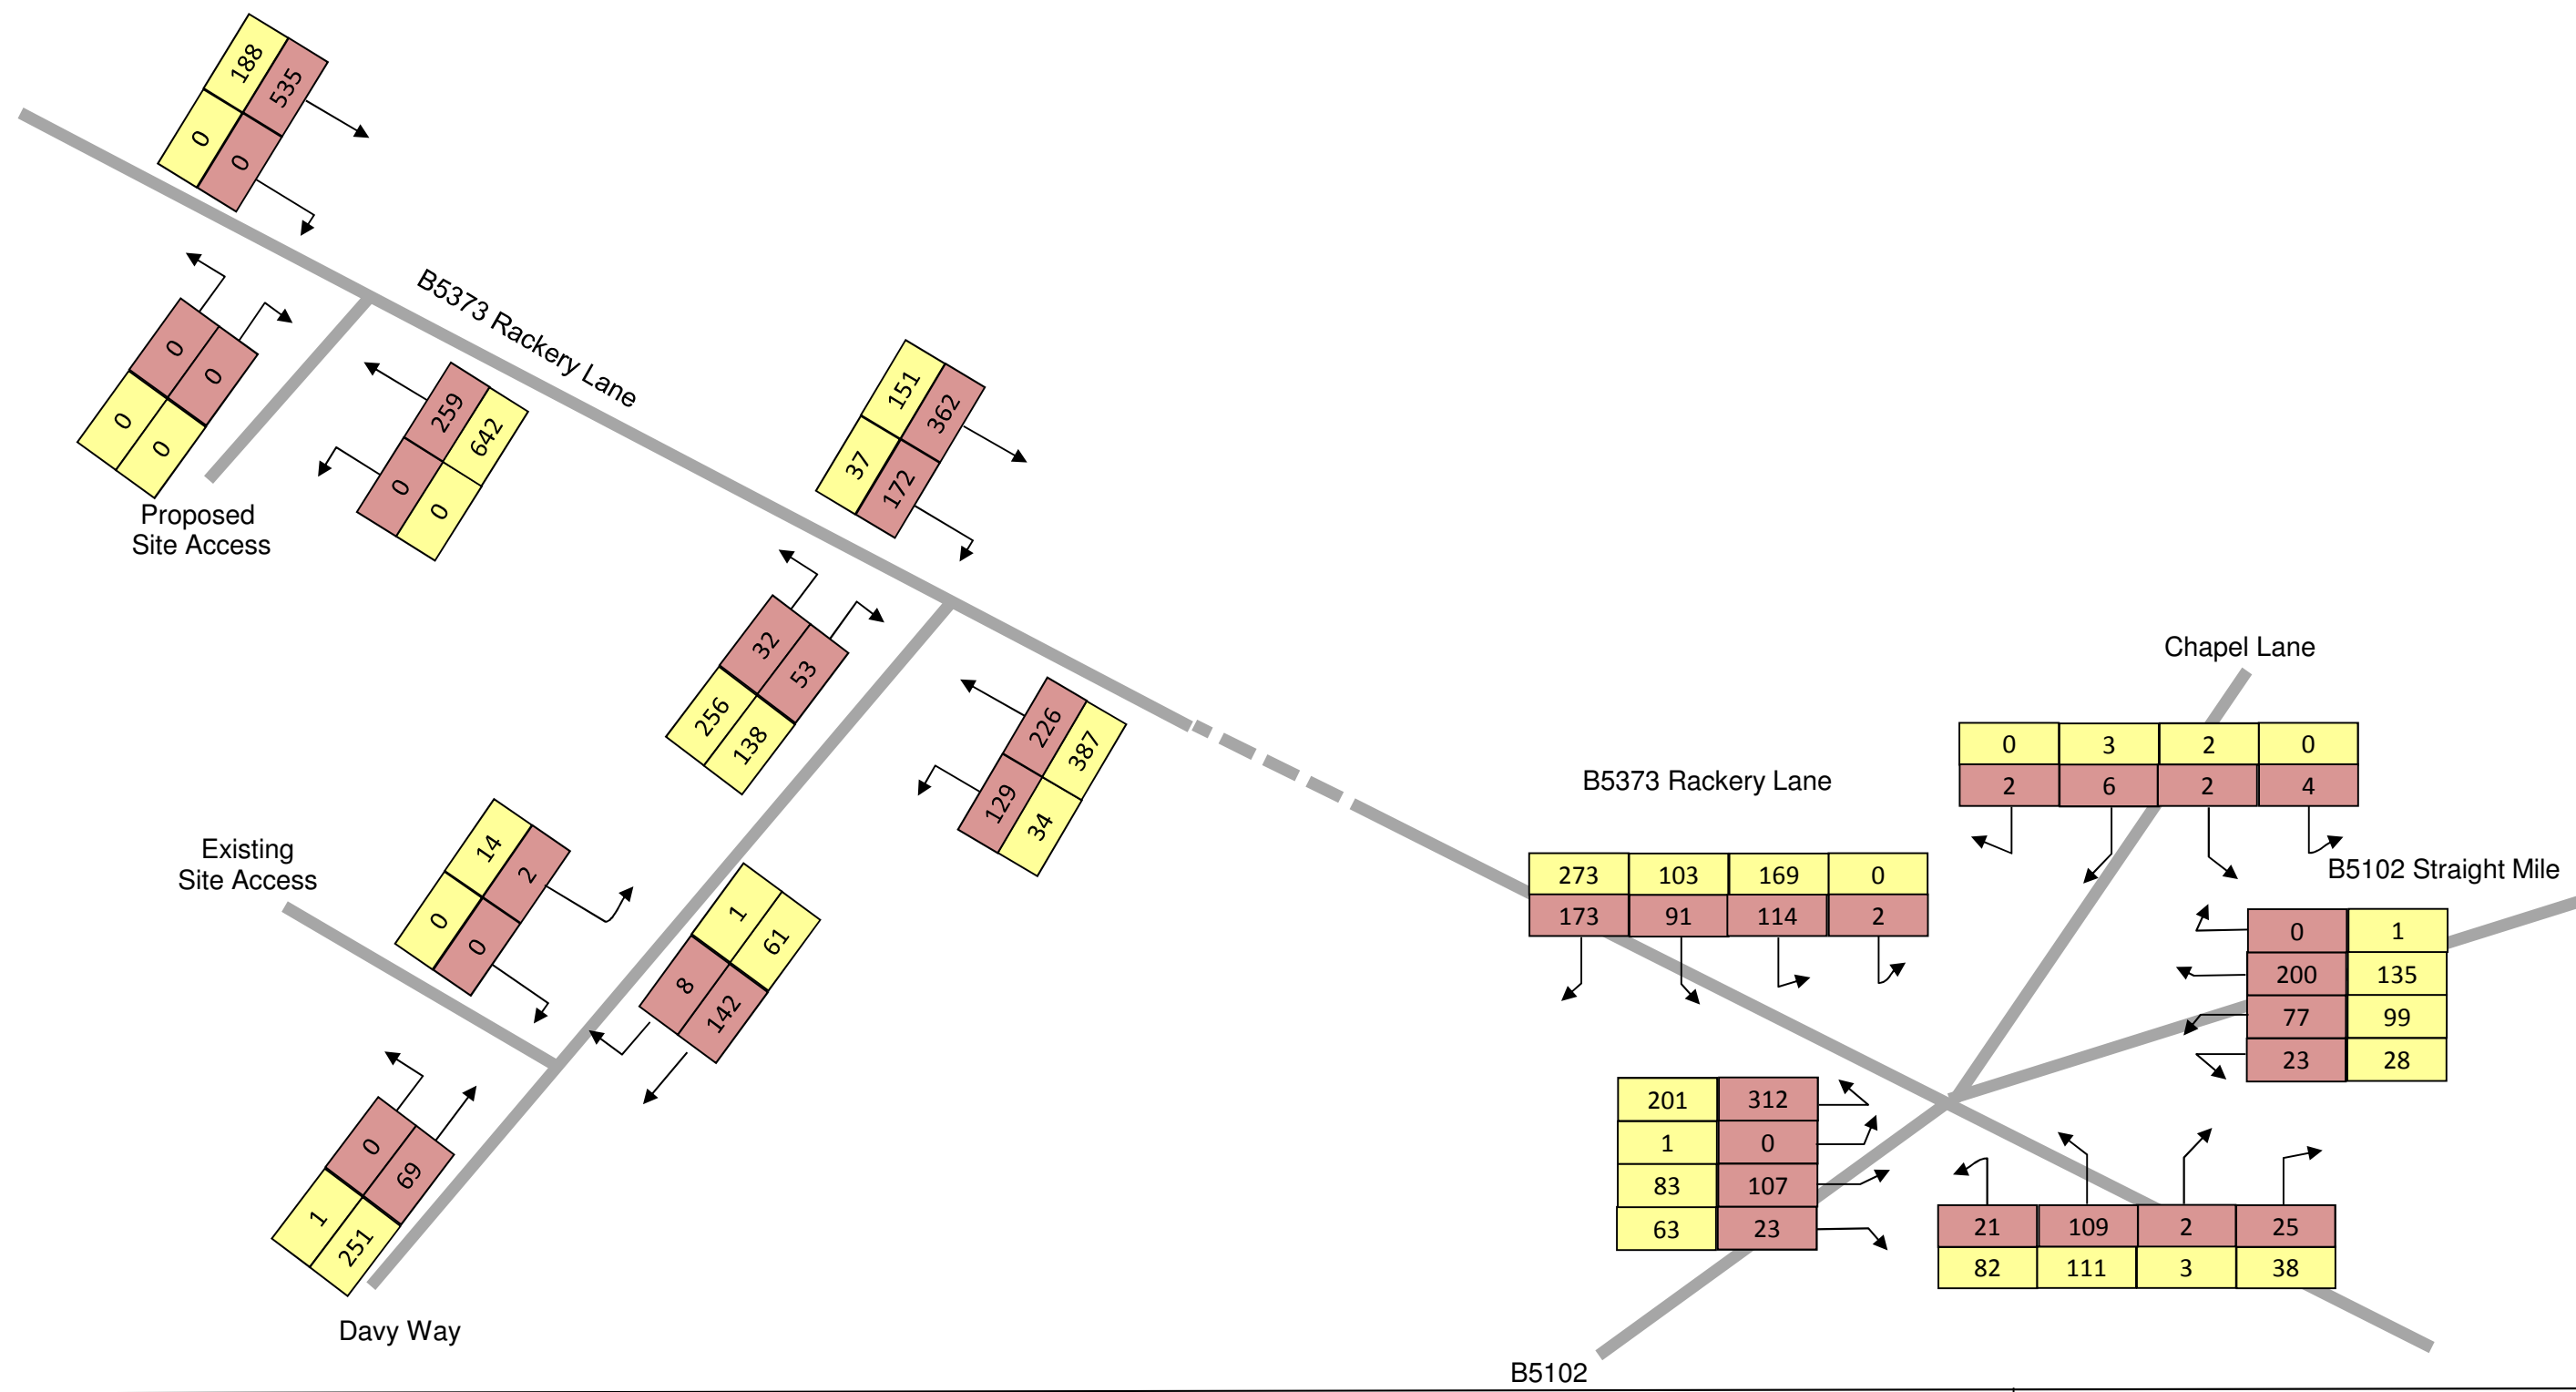 188
535
0
0
B5373 Rackery Lane
0
0
0
0
Proposed
Site Access
259
642
0
0
151
362
37
172
32
53
256
138
226
387
129
34
Existing
Site Access
14
2
0
0
1
61
8
142
0
69
1
251
Davy Way
Chapel Lane
0 3 2 0
2 6 2 4
B5373 Rackery Lane
273 103 169 0
173 91 114 2
B5102 Straight Mile
0 1
200 135
77 99
23 28
201 312
1 0
83 107
63 23
21 109 2 25
82 111 3 38
B5102